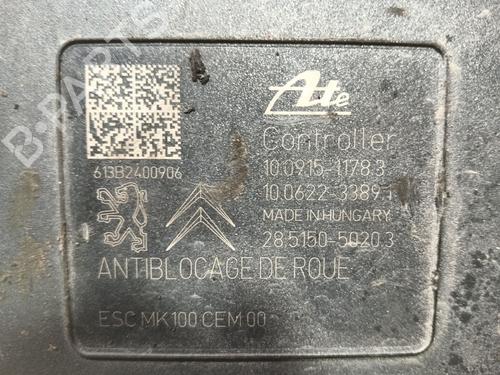 B-PARTS
Ate
Controller
613B2400906
10.0915-1178.3
10.0622-3389.1
MADE IN HUNGARY
28.5150-5020.3
ANTIBLOCAGE DE ROUE
ESC MK100 CEM 00